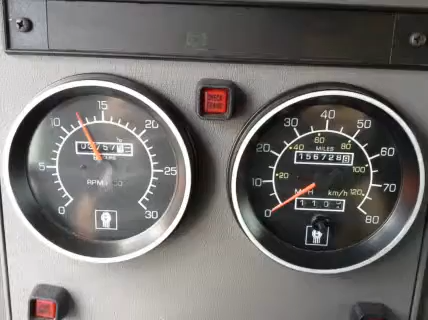 CHECK
ENGINE
0 5 10 15 20 25 30
HOURS
RPM x 100
0 10 20 30 40 50 60 70 80
20 40 60 80 100 120
MILES
156728
MPH km/h